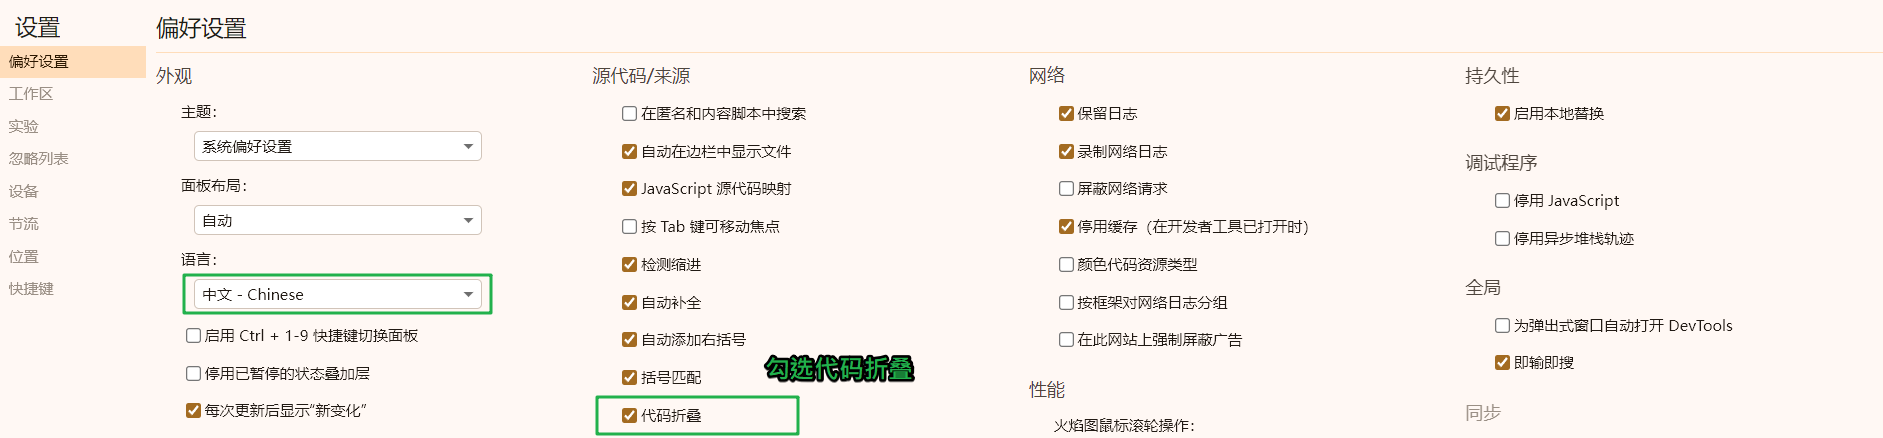 设置
偏好设置
工作区
实验
忽略列表
设备
节流
位置
快捷键
偏好设置
外观
主题：
系统偏好设置
面板布局：
自动
语言：
中文 - Chinese
启用 Ctrl + 1-9 快捷键切换面板
停用已暂停的状态叠加层
每次更新后显示“新变化”
源代码/来源
在匿名和内容脚本中搜索
自动在边栏中显示文件
JavaScript 源代码映射
按 Tab 键可移动焦点
检测缩进
自动补全
自动添加右括号
括号匹配
勾选代码折叠
代码折叠
网络
保留日志
录制网络日志
屏蔽网络请求
停用缓存（在开发者工具已打开时）
颜色代码资源类型
按框架对网络日志分组
在此网站上强制屏蔽广告
性能
火焰图鼠标滚轮操作：
持久性
启用本地替换
调试程序
停用 JavaScript
停用异步堆栈轨迹
全局
为弹出式窗口自动打开 DevTools
即输即搜
同步